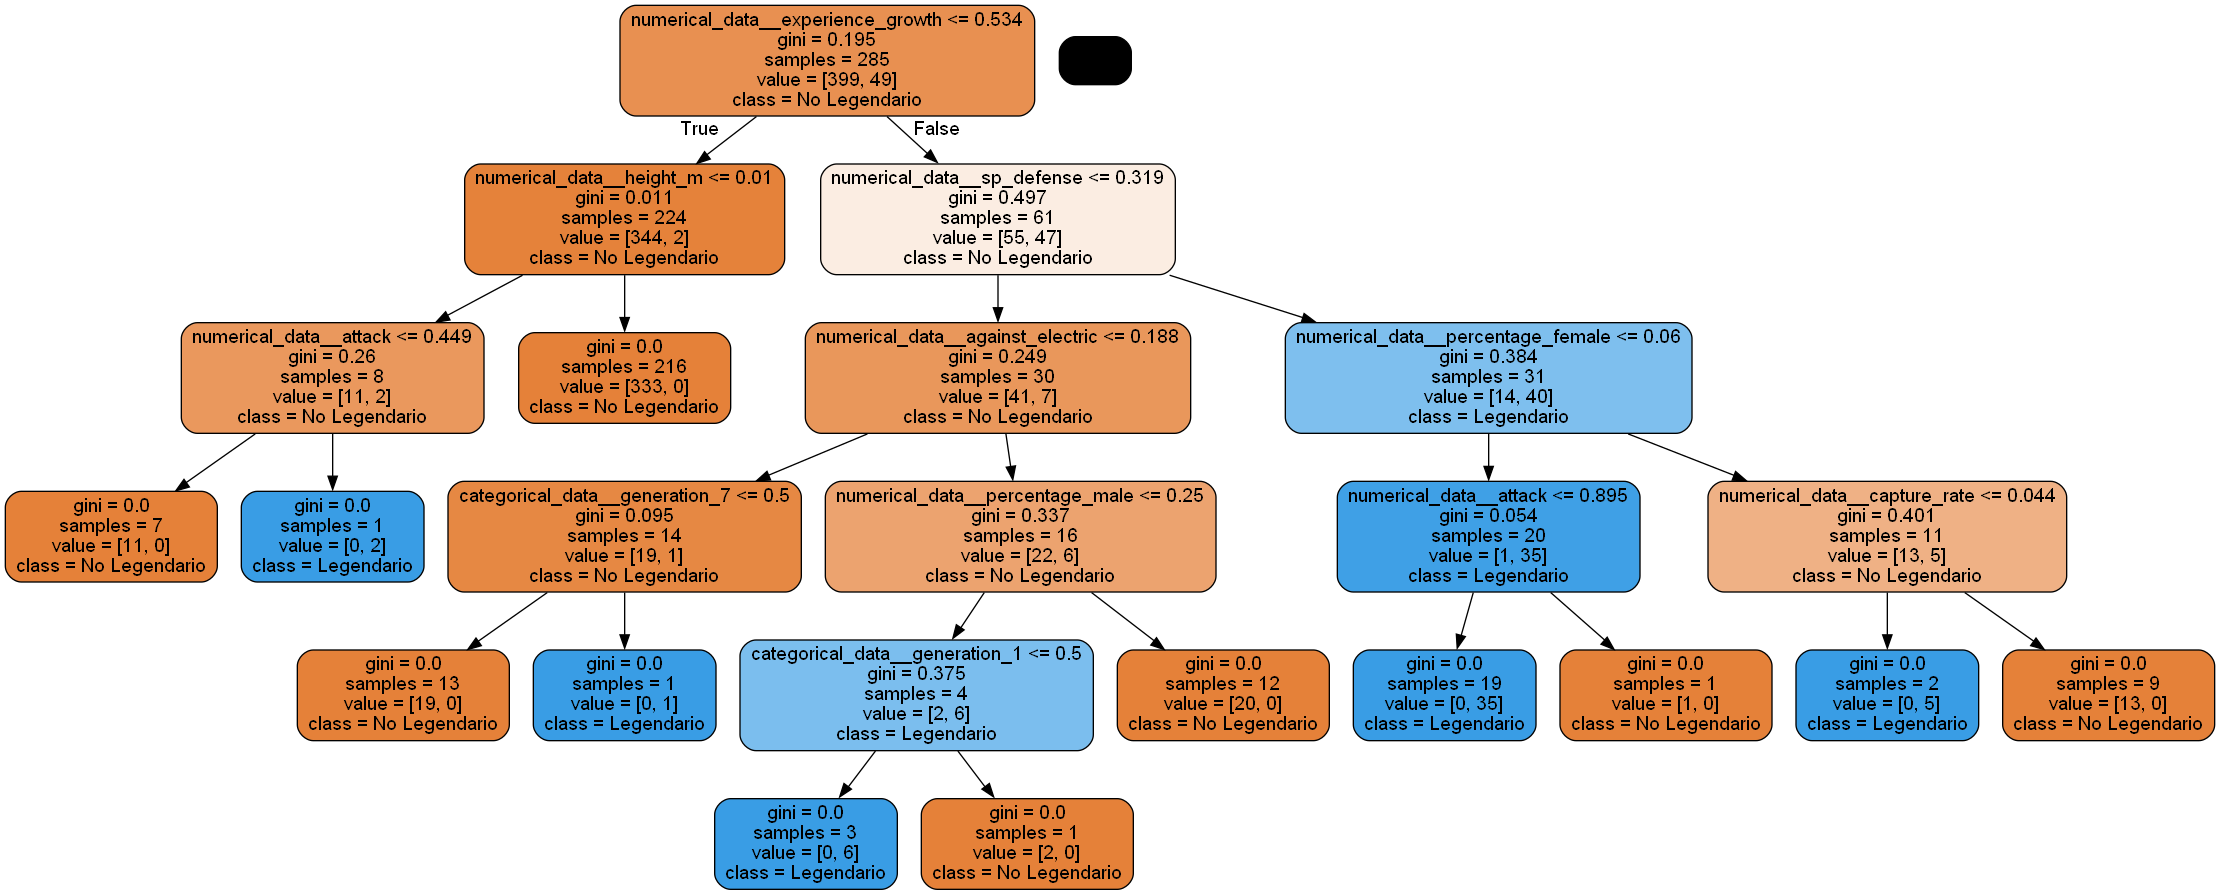 numerical_data__experience_growth <= 0.534
gini = 0.195
samples = 285
value = [399, 49]
class = No Legendario
True
False
numerical_data__height_m <= 0.01
gini = 0.011
samples = 224
value = [344, 2]
class = No Legendario
numerical_data__sp_defense <= 0.319
gini = 0.497
samples = 61
value = [55, 47]
class = No Legendario
numerical_data__attack <= 0.449
gini = 0.26
samples = 8
value = [11, 2]
class = No Legendario
gini = 0.0
samples = 216
value = [333, 0]
class = No Legendario
numerical_data__against_electric <= 0.188
gini = 0.249
samples = 30
value = [41, 7]
class = No Legendario
numerical_data__percentage_female <= 0.06
gini = 0.384
samples = 31
value = [14, 40]
class = Legendario
gini = 0.0
samples = 7
value = [11, 0]
class = No Legendario
gini = 0.0
samples = 1
value = [0, 2]
class = Legendario
categorical_data__generation_7 <= 0.5
gini = 0.095
samples = 14
value = [19, 1]
class = No Legendario
numerical_data__percentage_male <= 0.25
gini = 0.337
samples = 16
value = [22, 6]
class = No Legendario
numerical_data__attack <= 0.895
gini = 0.054
samples = 20
value = [1, 35]
class = Legendario
numerical_data__capture_rate <= 0.044
gini = 0.401
samples = 11
value = [13, 5]
class = No Legendario
gini = 0.0
samples = 13
value = [19, 0]
class = No Legendario
gini = 0.0
samples = 1
value = [0, 1]
class = Legendario
categorical_data__generation_1 <= 0.5
gini = 0.375
samples = 4
value = [2, 6]
class = Legendario
gini = 0.0
samples = 12
value = [20, 0]
class = No Legendario
gini = 0.0
samples = 19
value = [0, 35]
class = Legendario
gini = 0.0
samples = 1
value = [1, 0]
class = No Legendario
gini = 0.0
samples = 2
value = [0, 5]
class = Legendario
gini = 0.0
samples = 9
value = [13, 0]
class = No Legendario
gini = 0.0
samples = 3
value = [0, 6]
class = Legendario
gini = 0.0
samples = 1
value = [2, 0]
class = No Legendario